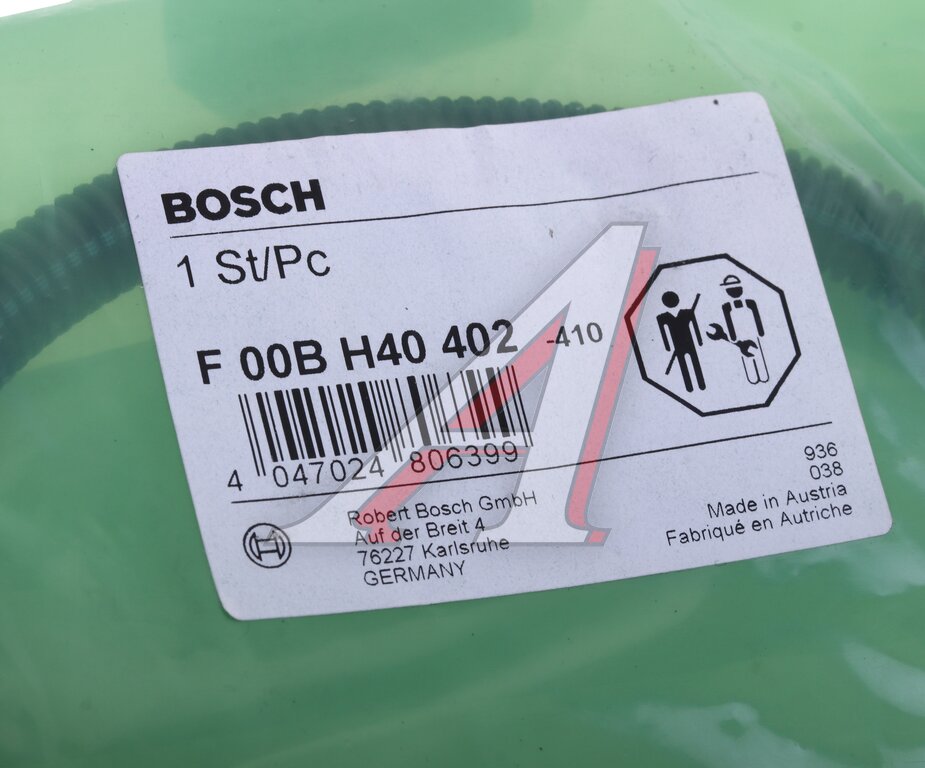 BOSCH
1 St/Pc
F 00B H40 402 -410
4 047024 806399
936
038
Made in Austria
Fabriqué en Autriche
Robert Bosch GmbH
Auf der Breit 4
76227 Karlsruhe
GERMANY